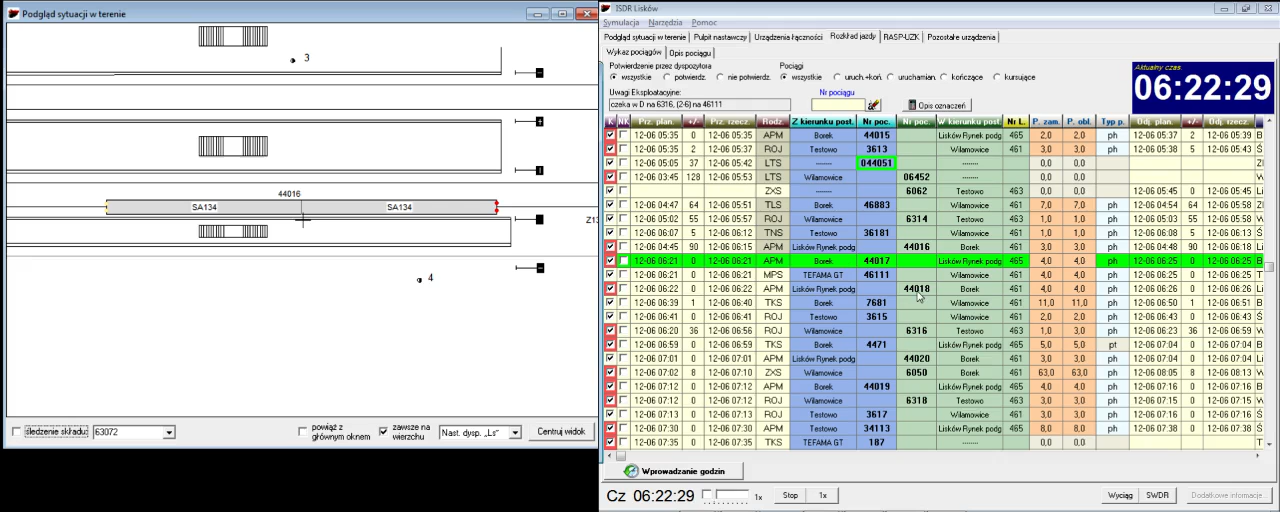 Podgląd sytuacji w terenie
3
44016
SA134 SA134
Z13
4
śledzenie składu: 63072
powiąż z głównym oknem
zawsze na wierzchu
Nast. dysp. „Ls"
Centruj widok
ISDR Lisków
Symulacja Narzędzia Pomoc
Podgląd sytuacji w terenie Pulpit nastawczy Urządzenia łączności Rozkład jazdy RASP-UZK Pozostałe urządzenia
Wykaz pociągów Opis pociągu
Potwierdzenie przez dyspozytora Pociągi
wszystkie potwierdz. nie potwierdz. wszystkie uruch.+koń. uruchamian. kończące kursujące
Uwagi Eksploatacyjne: Nr pociągu
czeka w D na 6316, (2-6) na 46111 Opis oznaczeń
Aktualny czas:
06:22:29
K NK Prz. plan. +/- Prz. rzecz. Rodz. Z kierunku post. Nr poc. Nr poc. W kierunku post. Nr L. P. zam. P. obl. Typ p. Odj. plan. +/- Odj. rzecz.
12-06 05:35 0 12-06 05:35 APM Borek 44015 Lisków Rynek podg 465 2,0 2,0 ph 12-06 05:37 2 12-06 05:39 B
12-06 05:35 2 12-06 05:37 ROJ Testowo 3613 Wilamowice 461 3,0 3,0 ph 12-06 05:38 5 12-06 05:43 Ś
12-06 05:05 37 12-06 05:42 LTS -------- 044051 -------- 0,0 0,0
12-06 03:45 128 12-06 05:53 LTS Wilamowice 06452 -------- 0,0 0,0
ZXS -------- 6062 Testowo 463 0,0 0,0 12-06 05:45 0 12-06 05:45
12-06 04:47 64 12-06 05:51 TLS Borek 46883 Wilamowice 461 7,0 7,0 ph 12-06 04:54 64 12-06 05:58
12-06 05:02 55 12-06 05:57 ROJ Wilamowice 6314 Testowo 463 1,0 1,0 ph 12-06 05:03 55 12-06 05:58
12-06 06:07 5 12-06 06:12 TNS Testowo 36181 Wilamowice 461 1,0 1,0 ph 12-06 06:08 5 12-06 06:13
12-06 04:45 90 12-06 06:15 APM Lisków Rynek podg 44016 Borek 461 3,0 3,0 ph 12-06 04:48 90 12-06 06:18
12-06 06:21 0 12-06 06:21 APM Borek 44017 Lisków Rynek podg 465 4,0 4,0 ph 12-06 06:25 0 12-06 06:25 B
12-06 06:21 0 12-06 06:21 MPS TEFAMA GT 46111 Wilamowice 461 4,0 4,0 ph 12-06 06:25 0 12-06 06:25 T
12-06 06:22 0 12-06 06:22 APM Lisków Rynek podg 44018 Borek 461 3,0 3,0 ph 12-06 06:25 0 12-06 06:25
12-06 06:39 1 12-06 06:40 TKS Borek 7681 Wilamowice 461 11,0 11,0 ph 12-06 06:50 1 12-06 06:51 B
12-06 06:41 0 12-06 06:41 ROJ Testowo 3615 Wilamowice 461 2,0 2,0 ph 12-06 06:43 0 12-06 06:43 Ś
12-06 06:20 36 12-06 06:56 ROJ Wilamowice 6316 Testowo 463 1,0 3,0 ph 12-06 06:23 36 12-06 06:59
12-06 06:59 0 12-06 06:59 TKS Borek 4471 Lisków Rynek podg 465 5,0 5,0 pt 12-06 07:04 0 12-06 07:04
12-06 07:01 0 12-06 07:01 APM Lisków Rynek podg 44020 Borek 461 3,0 3,0 ph 12-06 07:04 0 12-06 07:04
12-06 07:02 8 12-06 07:10 ZXS Wilamowice 6050 Borek 461 63,0 63,0 ph 12-06 08:05 8 12-06 08:13
12-06 07:12 0 12-06 07:12 APM Borek 44019 Lisków Rynek podg 465 4,0 4,0 ph 12-06 07:16 0 12-06 07:16 B
12-06 07:12 0 12-06 07:12 ROJ Wilamowice 6318 Testowo 463 3,0 3,0 ph 12-06 07:15 0 12-06 07:15
12-06 07:13 0 12-06 07:13 ROJ Testowo 3617 Wilamowice 461 3,0 3,0 ph 12-06 07:16 0 12-06 07:16 Ś
12-06 07:30 0 12-06 07:30 APM Borek 34113 Lisków Rynek podg 465 8,0 8,0 ph 12-06 07:38 0 12-06 07:38
12-06 07:35 0 12-06 07:35 TKS TEFAMA GT 187 -------- 0,0 0,0
Wprowadzanie godzin
Cz 06:22:29 1x Stop 1x Wyciąg SWDR Dodatkowe informacje